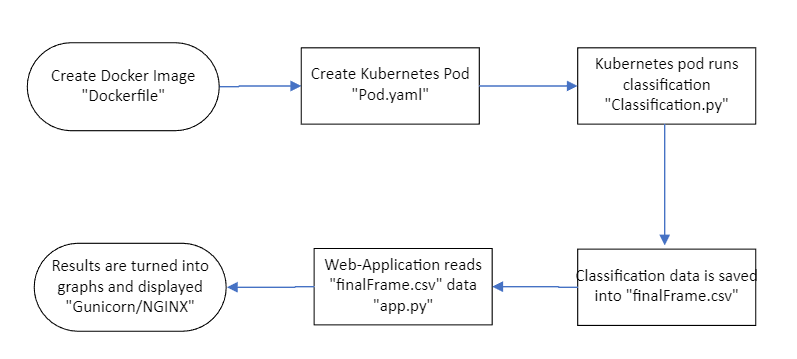 Create Docker Image
"Dockerfile"
Create Kubernetes Pod
"Pod.yaml"
Kubernetes pod runs
classification
"Classification.py"
Classification data is saved
into "finalFrame.csv"
Web-Application reads
"finalFrame.csv" data
"app.py"
Results are turned into
graphs and displayed
"Gunicorn/NGINX"